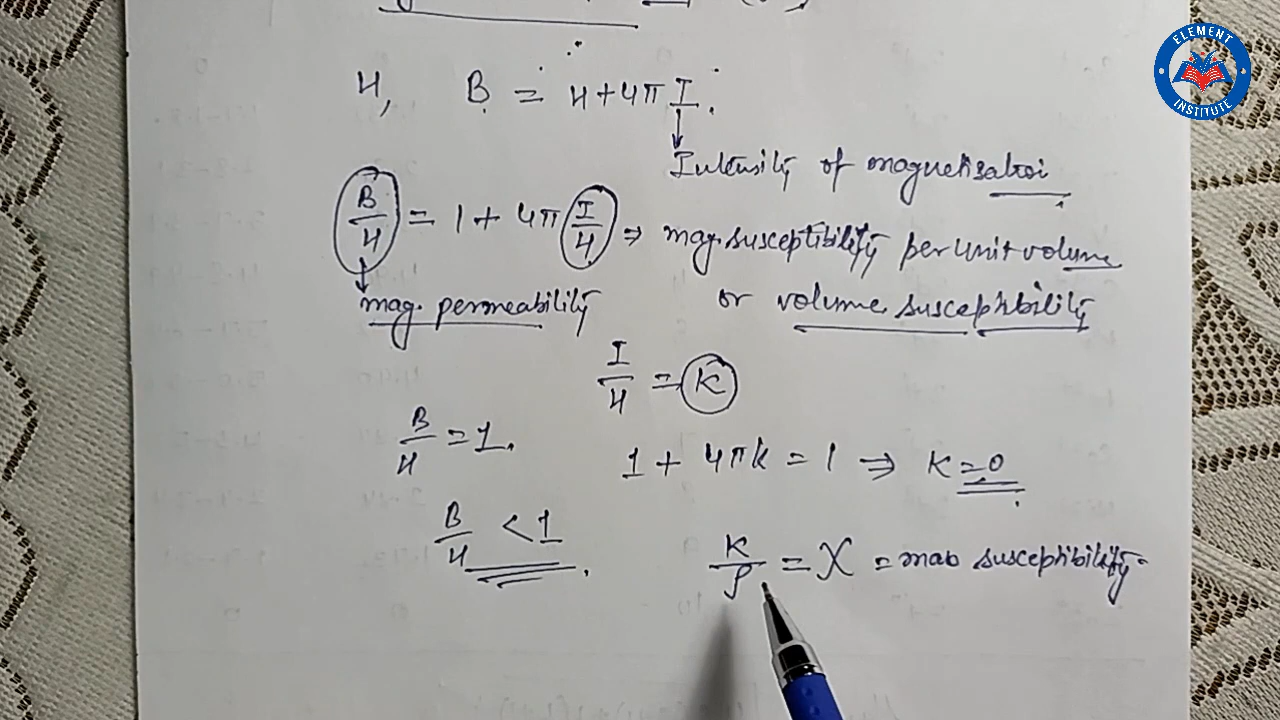 ELEMENT INSTITUTE
H, B = H + 4π I.
Intensity of magnetisation
B/H = 1 + 4π I/H ⇒ mag. susceptibility per unit volume
mag. permeability or volume susceptibility
I/H = K
B/H = 1. 1 + 4πk = 1 ⇒ K = 0
B/H < 1
K/ρ = X = mass susceptibility